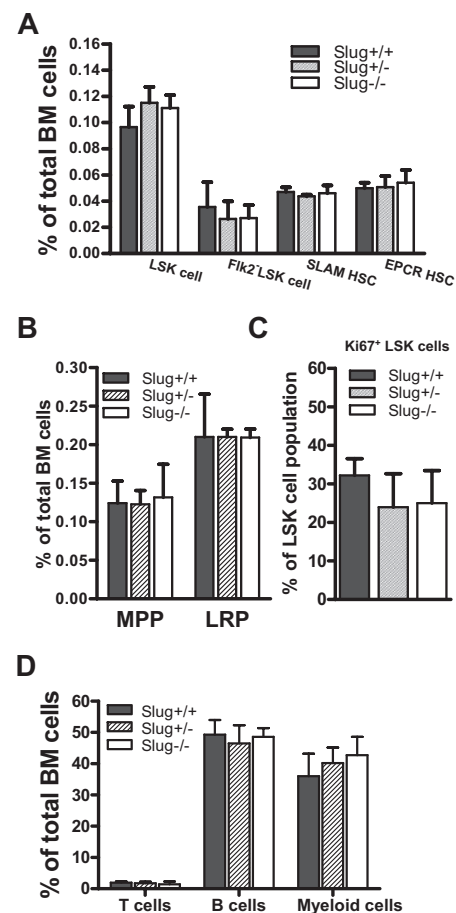 A
% of total BM cells
0.16
0.14
0.12
0.10
0.08
0.06
0.04
0.02
0.00
Slug+/+
Slug+/-
Slug-/-
LSK cell
Flk2⁻LSK cell
SLAM HSC
EPCR HSC
B
% of total BM cells
0.30
0.25
0.20
0.15
0.10
0.05
0.00
Slug+/+
Slug+/-
Slug-/-
MPP
LRP
C
Ki67⁺ LSK cells
% of LSK cell population
60
50
40
30
20
10
0
Slug+/+
Slug+/-
Slug-/-
D
% of total BM cells
60
50
40
30
20
10
0
Slug+/+
Slug+/-
Slug-/-
T cells
B cells
Myeloid cells